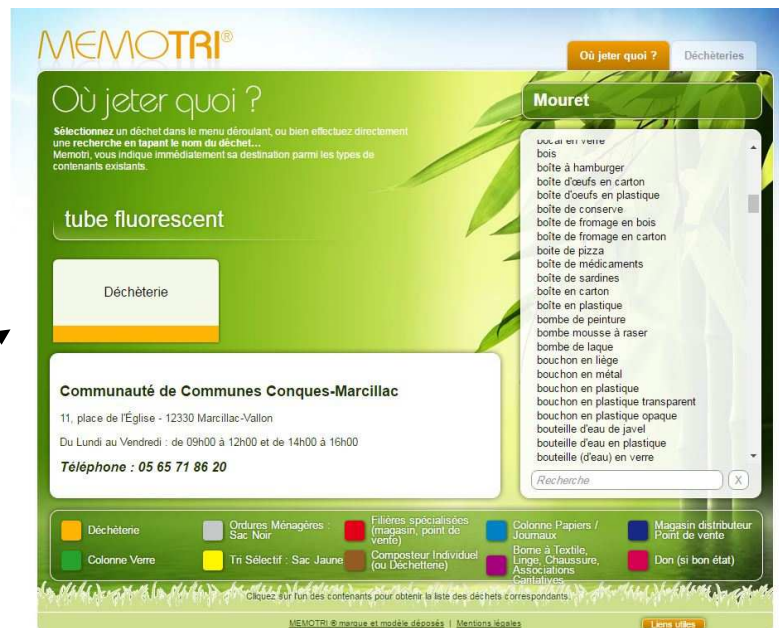 MEMOTRI®
Où jeter quoi ?
Déchèteries
Où jeter quoi ?
Sélectionnez un déchet dans le menu déroulant, ou bien effectuez directement
une recherche en tapant le nom du déchet...
Memotri, vous indique immédiatement sa destination parmi les types de
contenants existants.
tube fluorescent
Déchèterie
Communauté de Communes Conques-Marcillac
11, place de l'Église - 12330 Marcillac-Vallon
Du Lundi au Vendredi : de 09h00 à 12h00 et de 14h00 à 16h00
Téléphone : 05 65 71 86 20
Mouret
bocal en verre
bois
boîte à hamburger
boîte d'œufs en carton
boîte d'oeufs en plastique
boîte de conserve
boîte de fromage en bois
boîte de fromage en carton
boite de pizza
boîte de médicaments
boîte de sardines
boîte en carton
boîte en plastique
bombe de peinture
bombe mousse à raser
bombe de laque
bouchon en liège
bouchon en métal
bouchon en plastique
bouchon en plastique transparent
bouchon en plastique opaque
bouteille d'eau de javel
bouteille d'eau en plastique
bouteille (d'eau) en verre
Recherche
X
Déchèterie
Ordures Ménagères :
Sac Noir
Filières spécialisées
(magasin, point de
vente)
Colonne Papiers /
Journaux
Magasin distributeur
Point de vente
Colonne Verre
Tri Sélectif : Sac Jaune
Composteur Individuel
(ou Déchetterie)
Borne à Textile,
Linge, Chaussure,
Associations
Caritatives
Don (si bon état)
Cliquez sur l'un des contenants pour obtenir la liste des déchets correspondants.
MEMOTRI ® marque et modèle déposés | Mentions légales
Liens utiles